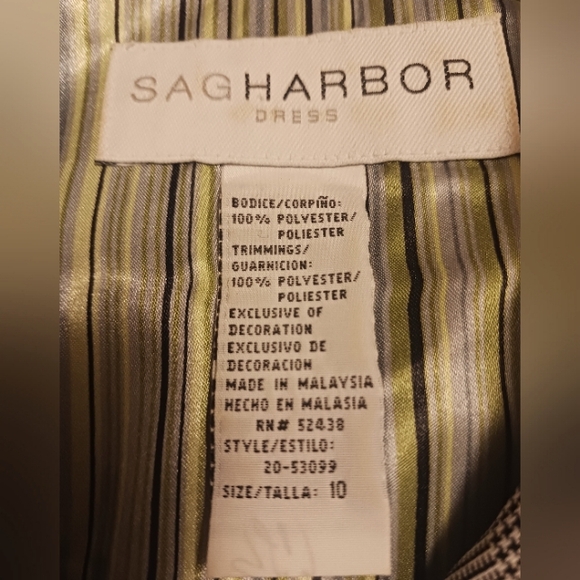 SAGHARBOR
DRESS
BODICE/CORPIÑO:
100% POLYESTER/
POLIESTER
TRIMMINGS/
GUARNICION:
100% POLYESTER/
POLIESTER
EXCLUSIVE OF
DECORATION
EXCLUSIVO DE
DECORACION
MADE IN MALAYSIA
HECHO EN MALASIA
RN# 52438
STYLE/ESTILO:
20-53099
SIZE/TALLA: 10